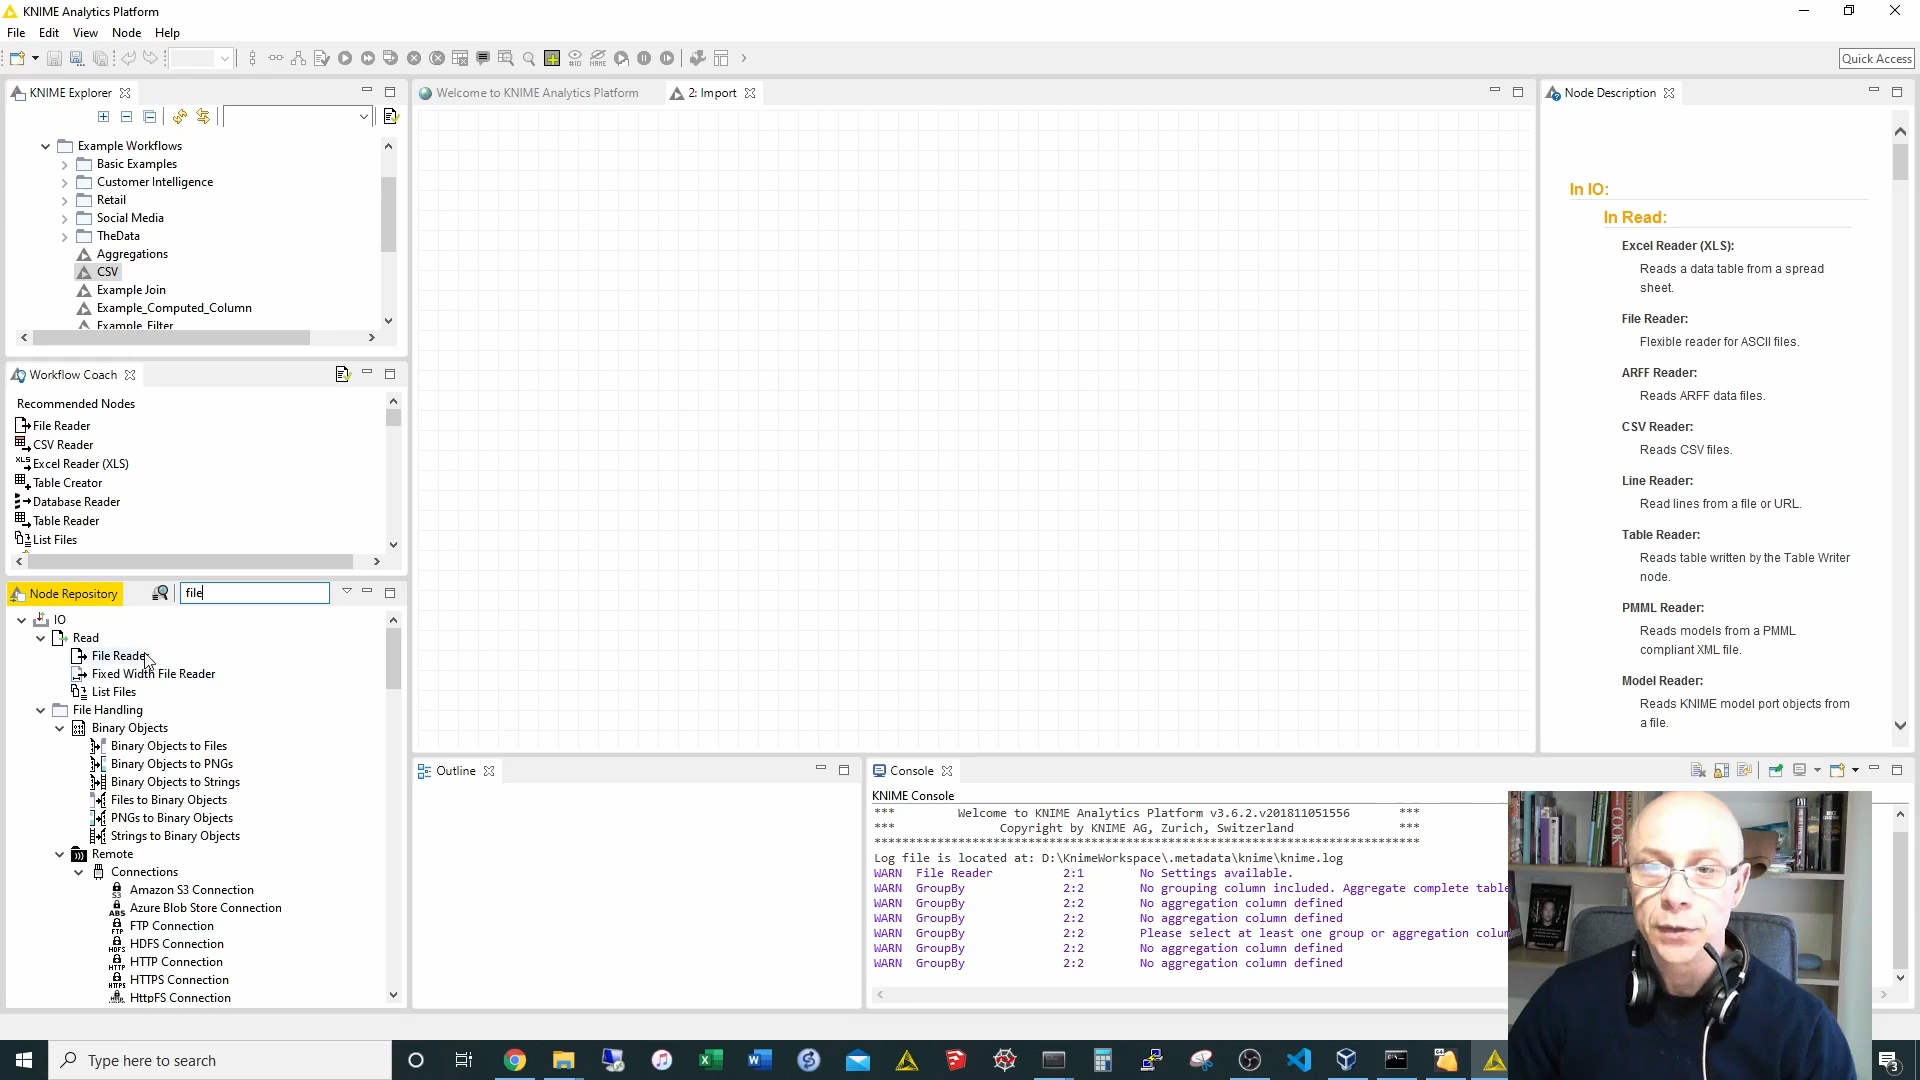 KNIME Analytics Platform
File Edit View Node Help
Quick Access
KNIME Explorer
Example Workflows
Basic Examples
Customer Intelligence
Retail
Social Media
TheData
Aggregations
CSV
Example Join
Example_Computed_Column
Example_Filter
Workflow Coach
Recommended Nodes
File Reader
CSV Reader
Excel Reader (XLS)
Table Creator
Database Reader
Table Reader
List Files
Node Repository
file
IO
Read
File Reader
Fixed Width File Reader
List Files
File Handling
Binary Objects
Binary Objects to Files
Binary Objects to PNGs
Binary Objects to Strings
Files to Binary Objects
PNGs to Binary Objects
Strings to Binary Objects
Remote
Connections
Amazon S3 Connection
Azure Blob Store Connection
FTP Connection
HDFS Connection
HTTP Connection
HTTPS Connection
HttpFS Connection
Welcome to KNIME Analytics Platform
2: Import
Outline
Console
KNIME Console
*** Welcome to KNIME Analytics Platform v3.6.2.v201811051556 ***
*** Copyright by KNIME AG, Zurich, Switzerland ***
Log file is located at: D:\KnimeWorkspace\.metadata\knime\knime.log
WARN File Reader 2:1 No Settings available.
WARN GroupBy 2:2 No grouping column included. Aggregate complete table
WARN GroupBy 2:2 No aggregation column defined
WARN GroupBy 2:2 No aggregation column defined
WARN GroupBy 2:2 Please select at least one group or aggregation
WARN GroupBy 2:2 No aggregation column defined
WARN GroupBy 2:2 No aggregation column defined
Node Description
In IO:
In Read:
Excel Reader (XLS):
Reads a data table from a spread
sheet.
File Reader:
Flexible reader for ASCII files.
ARFF Reader:
Reads ARFF data files.
CSV Reader:
Reads CSV files.
Line Reader:
Read lines from a file or URL.
Table Reader:
Reads table written by the Table Writer
node.
PMML Reader:
Reads models from a PMML
compliant XML file.
Model Reader:
Reads KNIME model port objects from
a file.
Type here to search